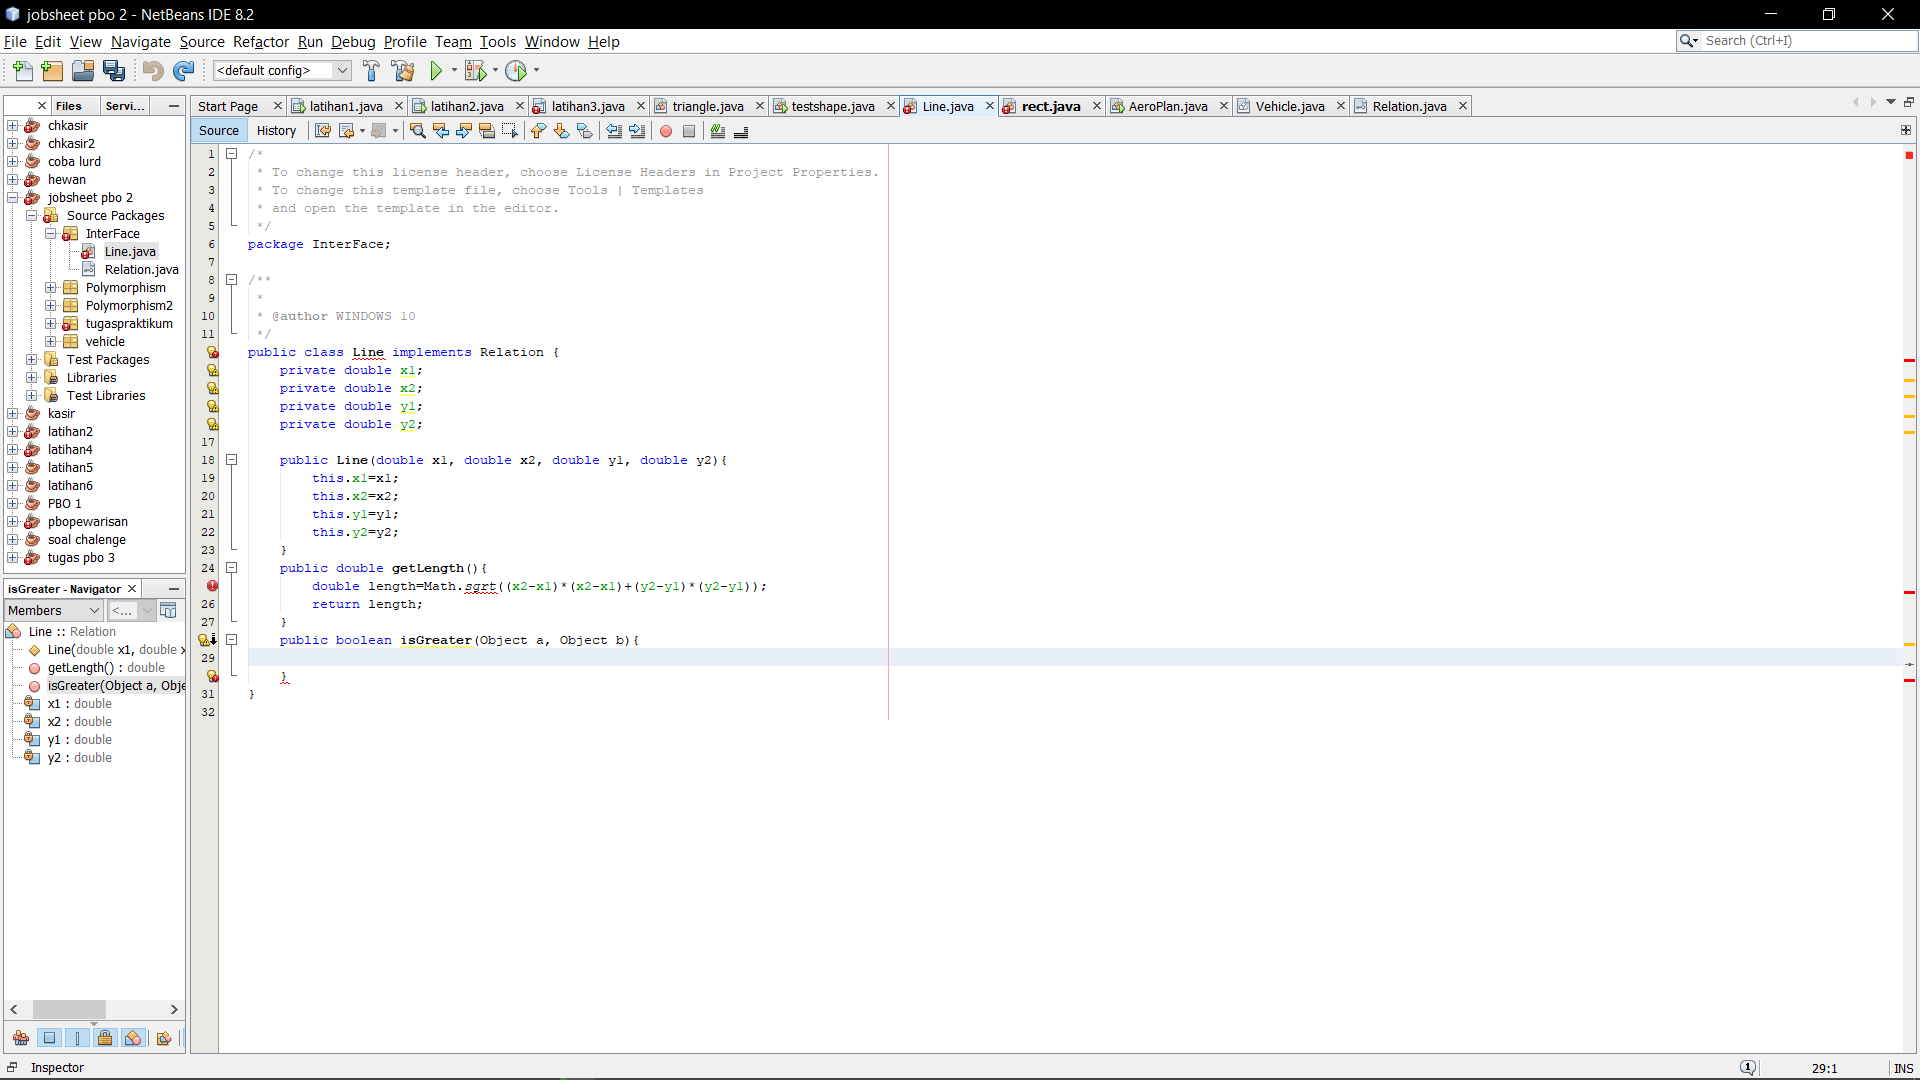 jobsheet pbo 2 - NetBeans IDE 8.2
File Edit View Navigate Source Refactor Run Debug Profile Team Tools Window Help
Search (Ctrl+I)
<default config>
Files Servi...
Start Page latihan1.java latihan2.java latihan3.java triangle.java testshape.java Line.java rect.java AeroPlan.java Vehicle.java Relation.java
Source History
chkasir
chkasir2
coba lurd
hewan
jobsheet pbo 2
Source Packages
InterFace
Line.java
Relation.java
Polymorphism
Polymorphism2
tugaspraktikum
vehicle
Test Packages
Libraries
Test Libraries
kasir
latihan2
latihan4
latihan5
latihan6
PBO 1
pbopewarisan
soal chalenge
tugas pbo 3
isGreater - Navigator
Members <...
Line :: Relation
Line(double x1, double x
getLength() : double
isGreater(Object a, Obje
x1 : double
x2 : double
y1 : double
y2 : double
1 /*
2 * To change this license header, choose License Headers in Project Properties.
3 * To change this template file, choose Tools | Templates
4 * and open the template in the editor.
5 */
6 package InterFace;
7
8 /**
9 *
10 * @author WINDOWS 10
11 */
public class Line implements Relation {
private double x1;
private double x2;
private double y1;
private double y2;
17
18 public Line(double x1, double x2, double y1, double y2){
19 this.x1=x1;
20 this.x2=x2;
21 this.y1=y1;
22 this.y2=y2;
23 }
24 public double getLength(){
double length=Math.sgrt((x2-x1)*(x2-x1)+(y2-y1)*(y2-y1));
26 return length;
27 }
public boolean isGreater(Object a, Object b){
29
}
31 }
32
Inspector
1
29:1 INS